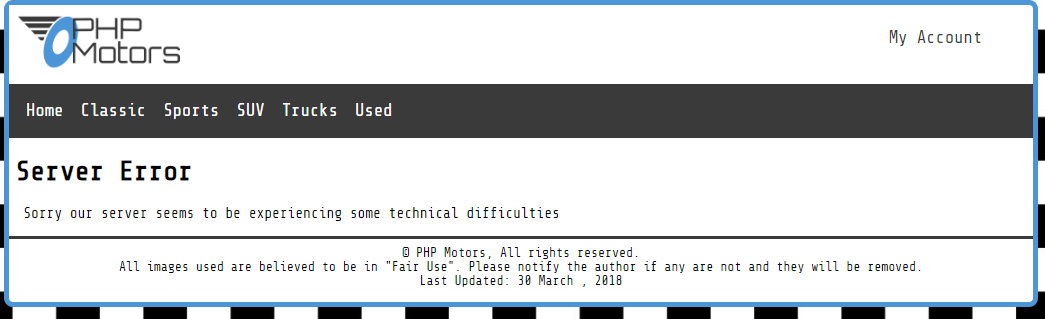 PHP
Motors
My Account
Home Classic Sports SUV Trucks Used
Server Error
Sorry our server seems to be experiencing some technical difficulties
© PHP Motors, All rights reserved.
All images used are believed to be in "Fair Use". Please notify the author if any are not and they will be removed.
Last Updated: 30 March , 2018